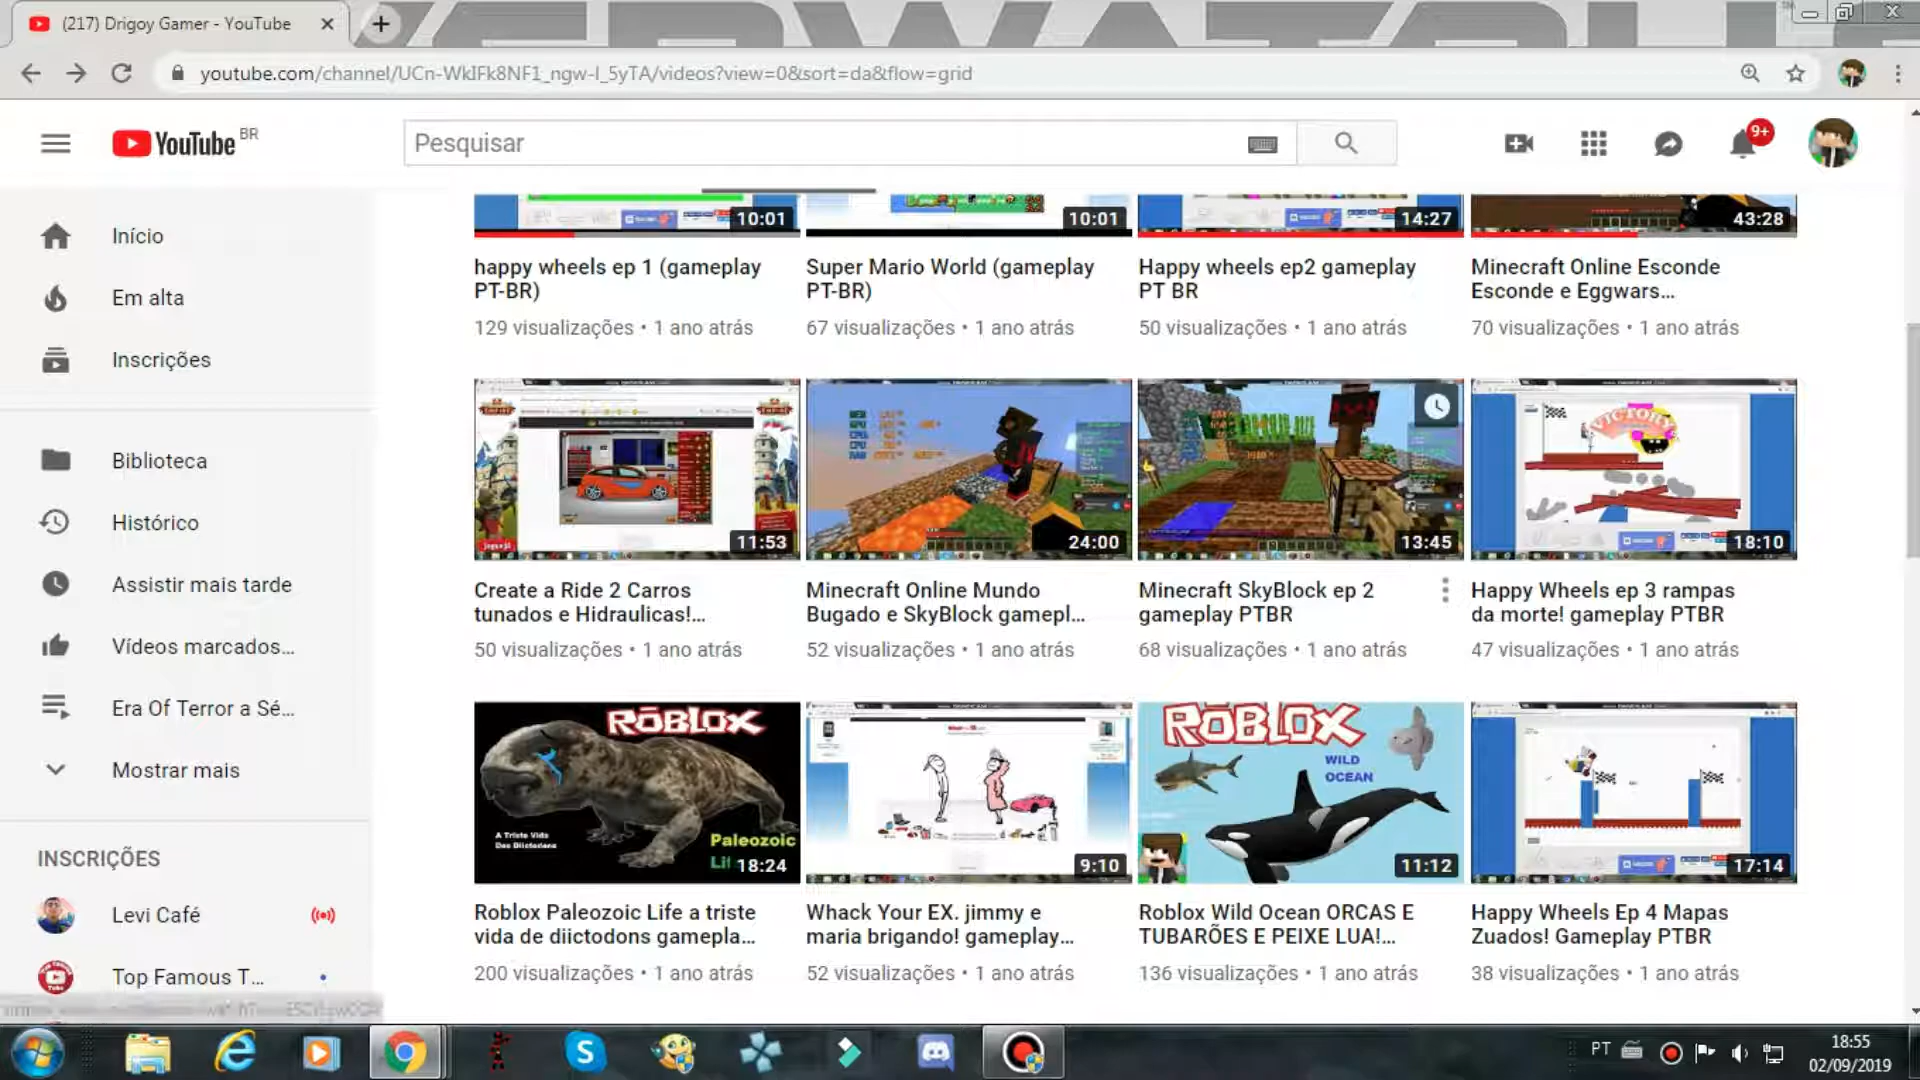 (217) Drigoy Gamer - YouTube
youtube.com/channel/UCn-WkIFk8NF1_ngw-l_5yTA/videos?view=0&sort=da&flow=grid
YouTube BR
Pesquisar
9+
Início
Em alta
Inscrições
Biblioteca
Histórico
Assistir mais tarde
Vídeos marcados...
Era Of Terror a Sé...
Mostrar mais
INSCRIÇÕES
Levi Café
Top Famous T...
10:01
10:01
14:27
43:28
happy wheels ep 1 (gameplay
PT-BR)
129 visualizações • 1 ano atrás
Super Mario World (gameplay
PT-BR)
67 visualizações • 1 ano atrás
Happy wheels ep2 gameplay
PT BR
50 visualizações • 1 ano atrás
Minecraft Online Esconde
Esconde e Eggwars...
70 visualizações • 1 ano atrás
11:53
24:00
13:45
VICTORY
18:10
Create a Ride 2 Carros
tunados e Hidraulicas!...
50 visualizações • 1 ano atrás
Minecraft Online Mundo
Bugado e SkyBlock gamepl...
52 visualizações • 1 ano atrás
Minecraft SkyBlock ep 2
gameplay PTBR
68 visualizações • 1 ano atrás
Happy Wheels ep 3 rampas
da morte! gameplay PTBR
47 visualizações • 1 ano atrás
ROBLOX
A Triste Vida
Dos Diictodons
Paleozoic
18:24
9:10
ROBLOX
WILD
OCEAN
11:12
17:14
Roblox Paleozoic Life a triste
vida de diictodons gamepla...
200 visualizações • 1 ano atrás
Whack Your EX. jimmy e
maria brigando! gameplay...
52 visualizações • 1 ano atrás
Roblox Wild Ocean ORCAS E
TUBARÕES E PEIXE LUA!...
136 visualizações • 1 ano atrás
Happy Wheels Ep 4 Mapas
Zuados! Gameplay PTBR
38 visualizações • 1 ano atrás
PT
18:55
02/09/2019